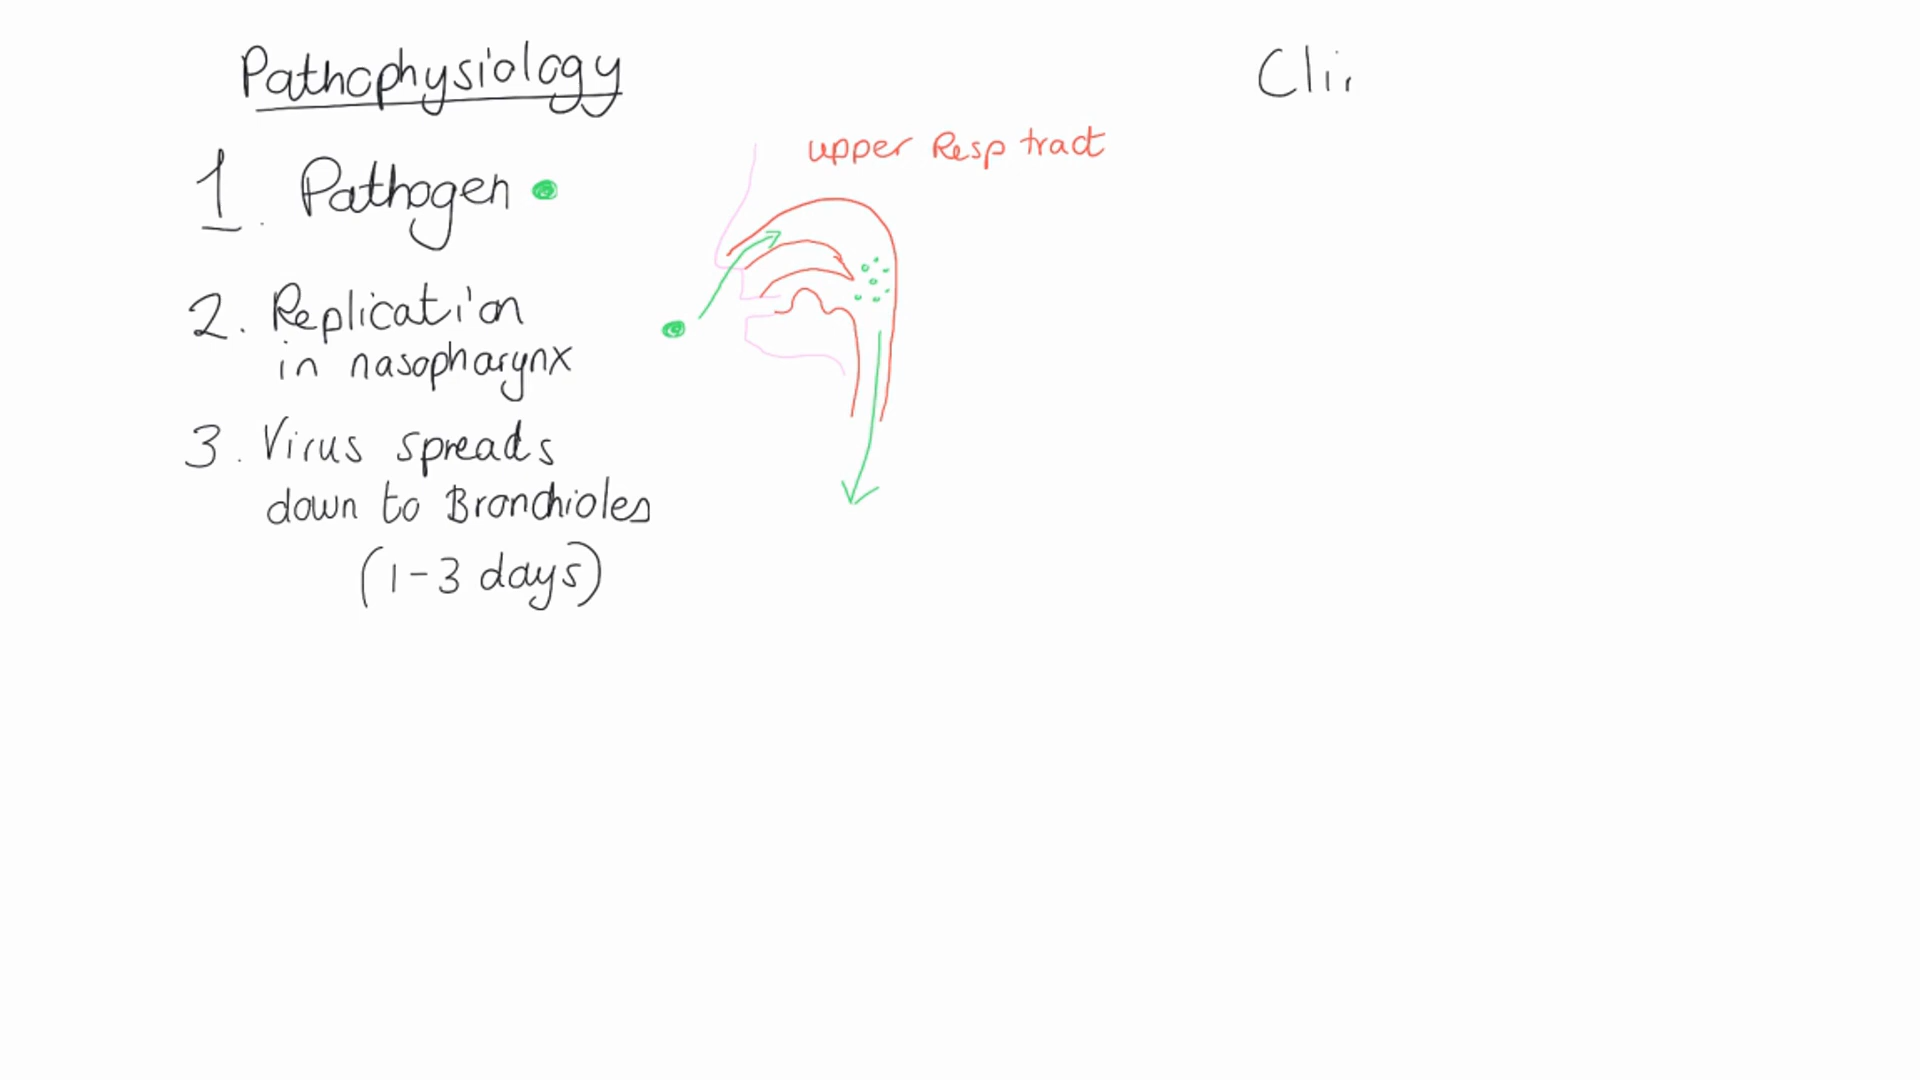 Pathophysiology
1. Pathogen
2. Replication
in nasopharynx
3. Virus spreads
down to Bronchioles
(1-3 days)
upper Resp tract
Cli